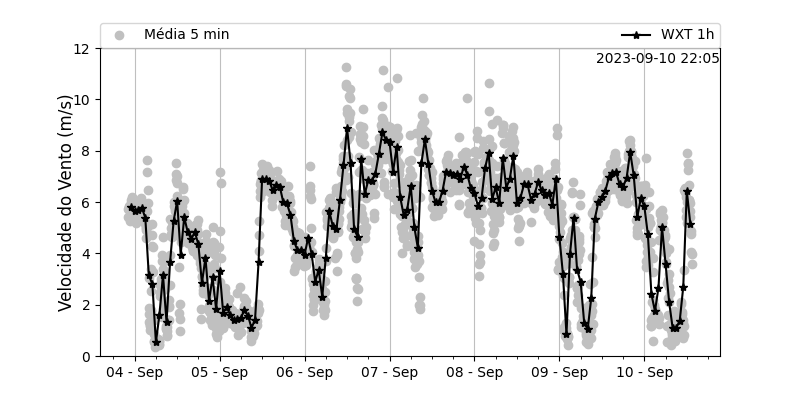 Média 5 min
WXT 1h
2023-09-10 22:05
Velocidade do Vento (m/s)
12
10
8
6
4
2
0
04 - Sep
05 - Sep
06 - Sep
07 - Sep
08 - Sep
09 - Sep
10 - Sep